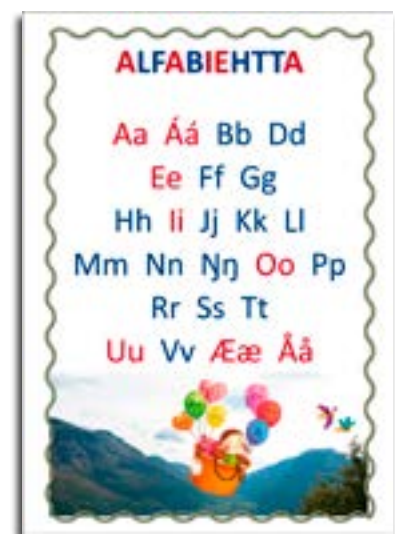 ALFABIEHTTA
Aa Áá Bb Dd
Ee Ff Gg
Hh Ii Jj Kk Ll
Mm Nn Ŋŋ Oo Pp
Rr Ss Tt
Uu Vv Ææ Åå